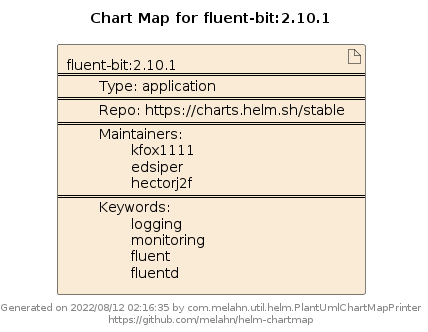 Chart Map for fluent-bit:2.10.1
fluent-bit:2.10.1
Type: application
Repo: https://charts.helm.sh/stable
Maintainers:
kfox1111
edsiper
hectorj2f
Keywords:
logging
monitoring
fluent
fluentd
Generated on 2022/08/12 02:16:35 by com.melahn.util.helm.PlantUmlChartMapPrinter
https://github.com/melahn/helm-chartmap